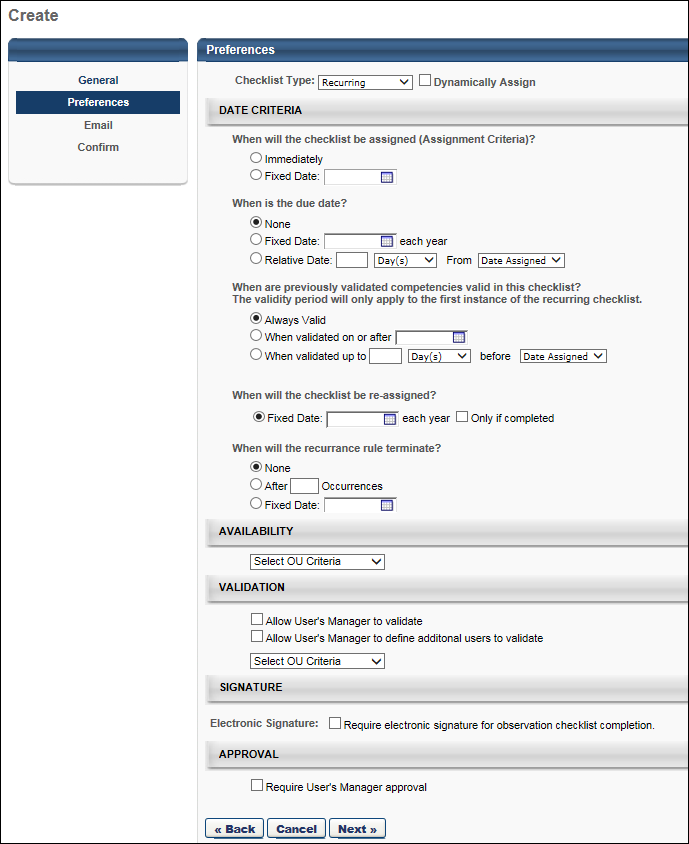 Create
General
Preferences
Email
Confirm
Preferences
Checklist Type: Recurring Dynamically Assign
DATE CRITERIA
When will the checklist be assigned (Assignment Criteria)?
Immediately
Fixed Date:
When is the due date?
None
Fixed Date: each year
Relative Date: Day(s) From Date Assigned
When are previously validated competencies valid in this checklist?
The validity period will only apply to the first instance of the recurring checklist.
Always Valid
When validated on or after
When validated up to Day(s) before Date Assigned
When will the checklist be re-assigned?
Fixed Date: each year Only if completed
When will the recurrance rule terminate?
None
After Occurrences
Fixed Date:
AVAILABILITY
Select OU Criteria
VALIDATION
Allow User's Manager to validate
Allow User's Manager to define additonal users to validate
Select OU Criteria
SIGNATURE
Electronic Signature: Require electronic signature for observation checklist completion.
APPROVAL
Require User's Manager approval
« Back Cancel Next »